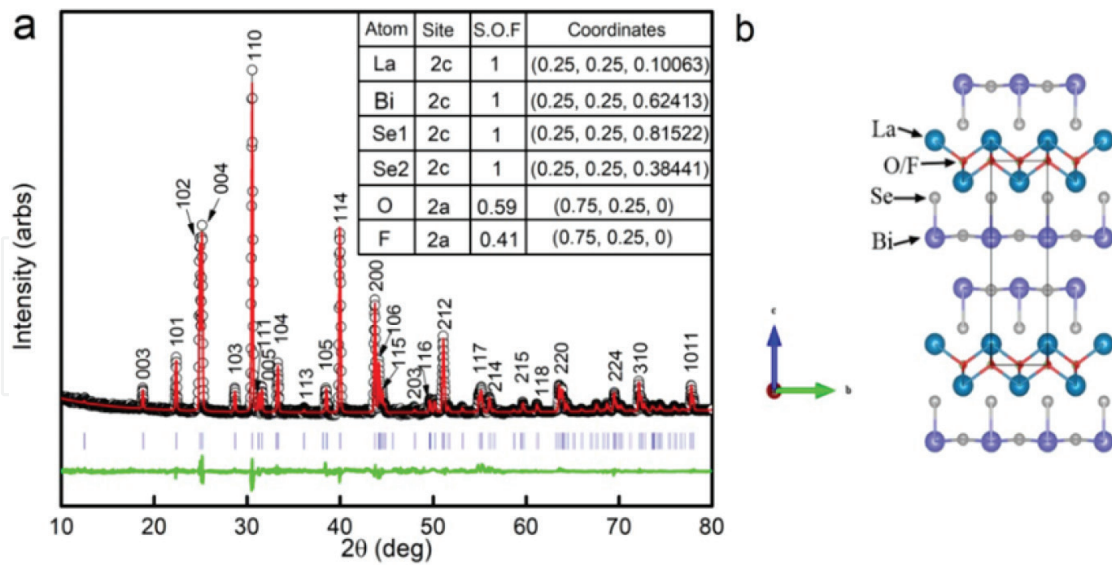 a
Intensity (arbs)
003
101
102
004
103
110
111
005
104
113
105
114
200
106
115
203
116
212
117
214
215
118
220
224
310
1011
Atom Site S.O.F Coordinates
La 2c 1 (0.25, 0.25, 0.10063)
Bi 2c 1 (0.25, 0.25, 0.62413)
Se1 2c 1 (0.25, 0.25, 0.81522)
Se2 2c 1 (0.25, 0.25, 0.38441)
O 2a 0.59 (0.75, 0.25, 0)
F 2a 0.41 (0.75, 0.25, 0)
10 20 30 40 50 60 70 80
2θ (deg)
b
La
O/F
Se
Bi
c
b